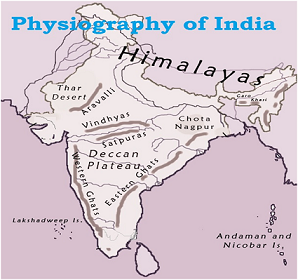 Physiography of India
Himalayas
Thar
Desert
Aravalli
Garo
Khasi
Vindhyas
Chota
Nagpur
Satpuras
Deccan
Plateau
Western Ghats
Eastern Ghats
Lakshadweep Is.
Andaman and
Nicobar Is.